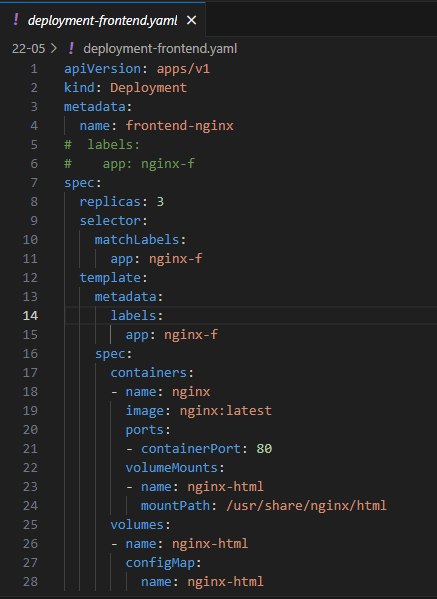 ! deployment-frontend.yaml ×
22-05 > ! deployment-frontend.yaml
1 apiVersion: apps/v1
2 kind: Deployment
3 metadata:
4   name: frontend-nginx
5 #  labels:
6 #    app: nginx-f
7 spec:
8   replicas: 3
9   selector:
10     matchLabels:
11       app: nginx-f
12   template:
13     metadata:
14       labels:
15         app: nginx-f
16     spec:
17       containers:
18       - name: nginx
19         image: nginx:latest
20         ports:
21         - containerPort: 80
22         volumeMounts:
23         - name: nginx-html
24           mountPath: /usr/share/nginx/html
25       volumes:
26       - name: nginx-html
27         configMap:
28           name: nginx-html